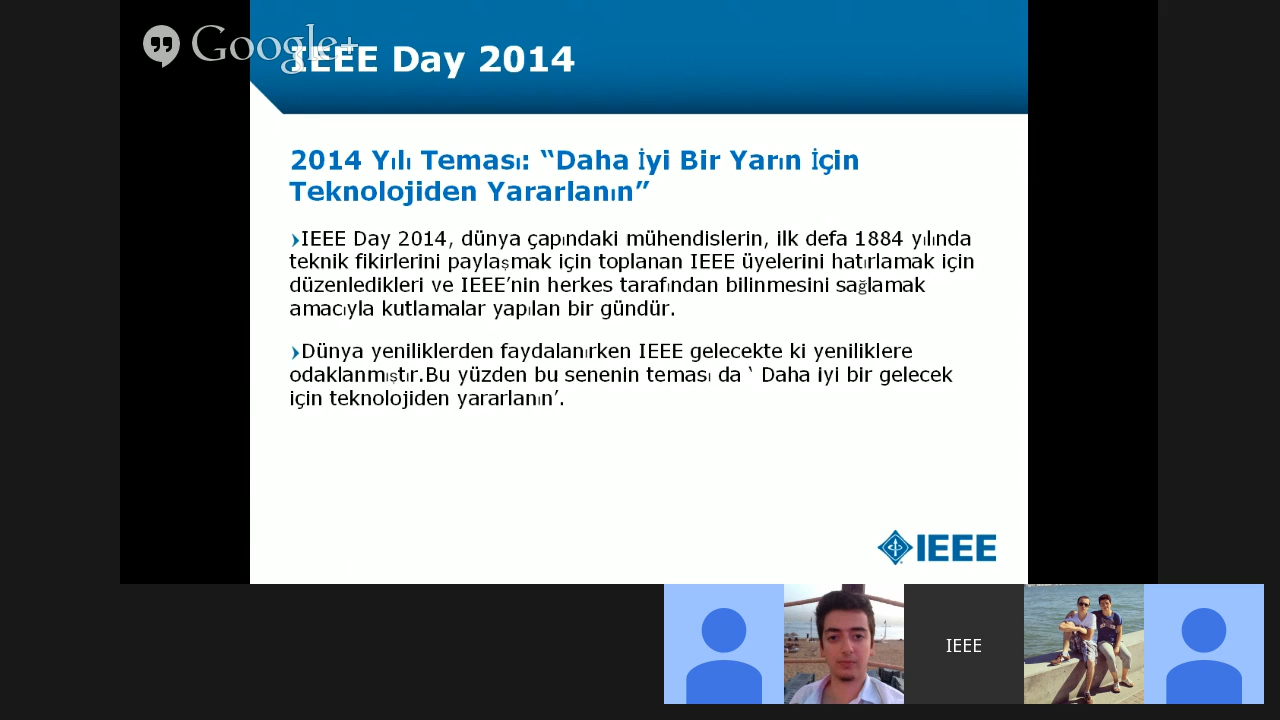 Google+
IEEE Day 2014
2014 Yılı Teması: “Daha İyi Bir Yarın İçin
Teknolojiden Yararlanın”
›IEEE Day 2014, dünya çapındaki mühendislerin, ilk defa 1884 yılında
teknik fikirlerini paylaşmak için toplanan IEEE üyelerini hatırlamak için
düzenledikleri ve IEEE’nin herkes tarafından bilinmesini sağlamak
amacıyla kutlamalar yapılan bir gündür.
›Dünya yeniliklerden faydalanırken IEEE gelecekte ki yeniliklere
odaklanmıştır.Bu yüzden bu senenin teması da ‘ Daha iyi bir gelecek
için teknolojiden yararlanın’.
IEEE
IEEE